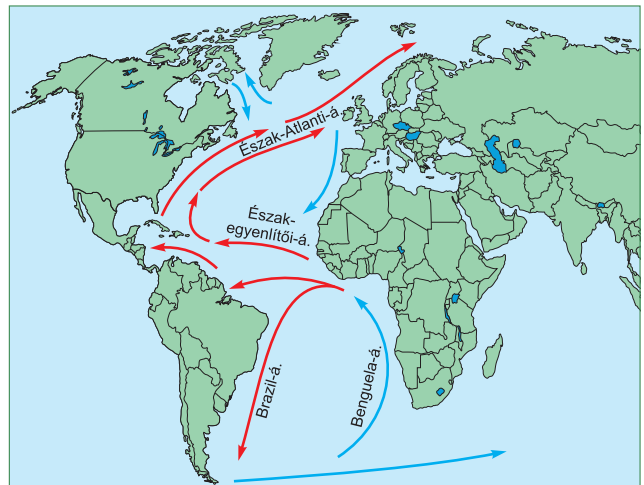 Észak-Atlanti-á.
Észak-
egyenlítői-á.
Brazil-á.
Benguela-á.